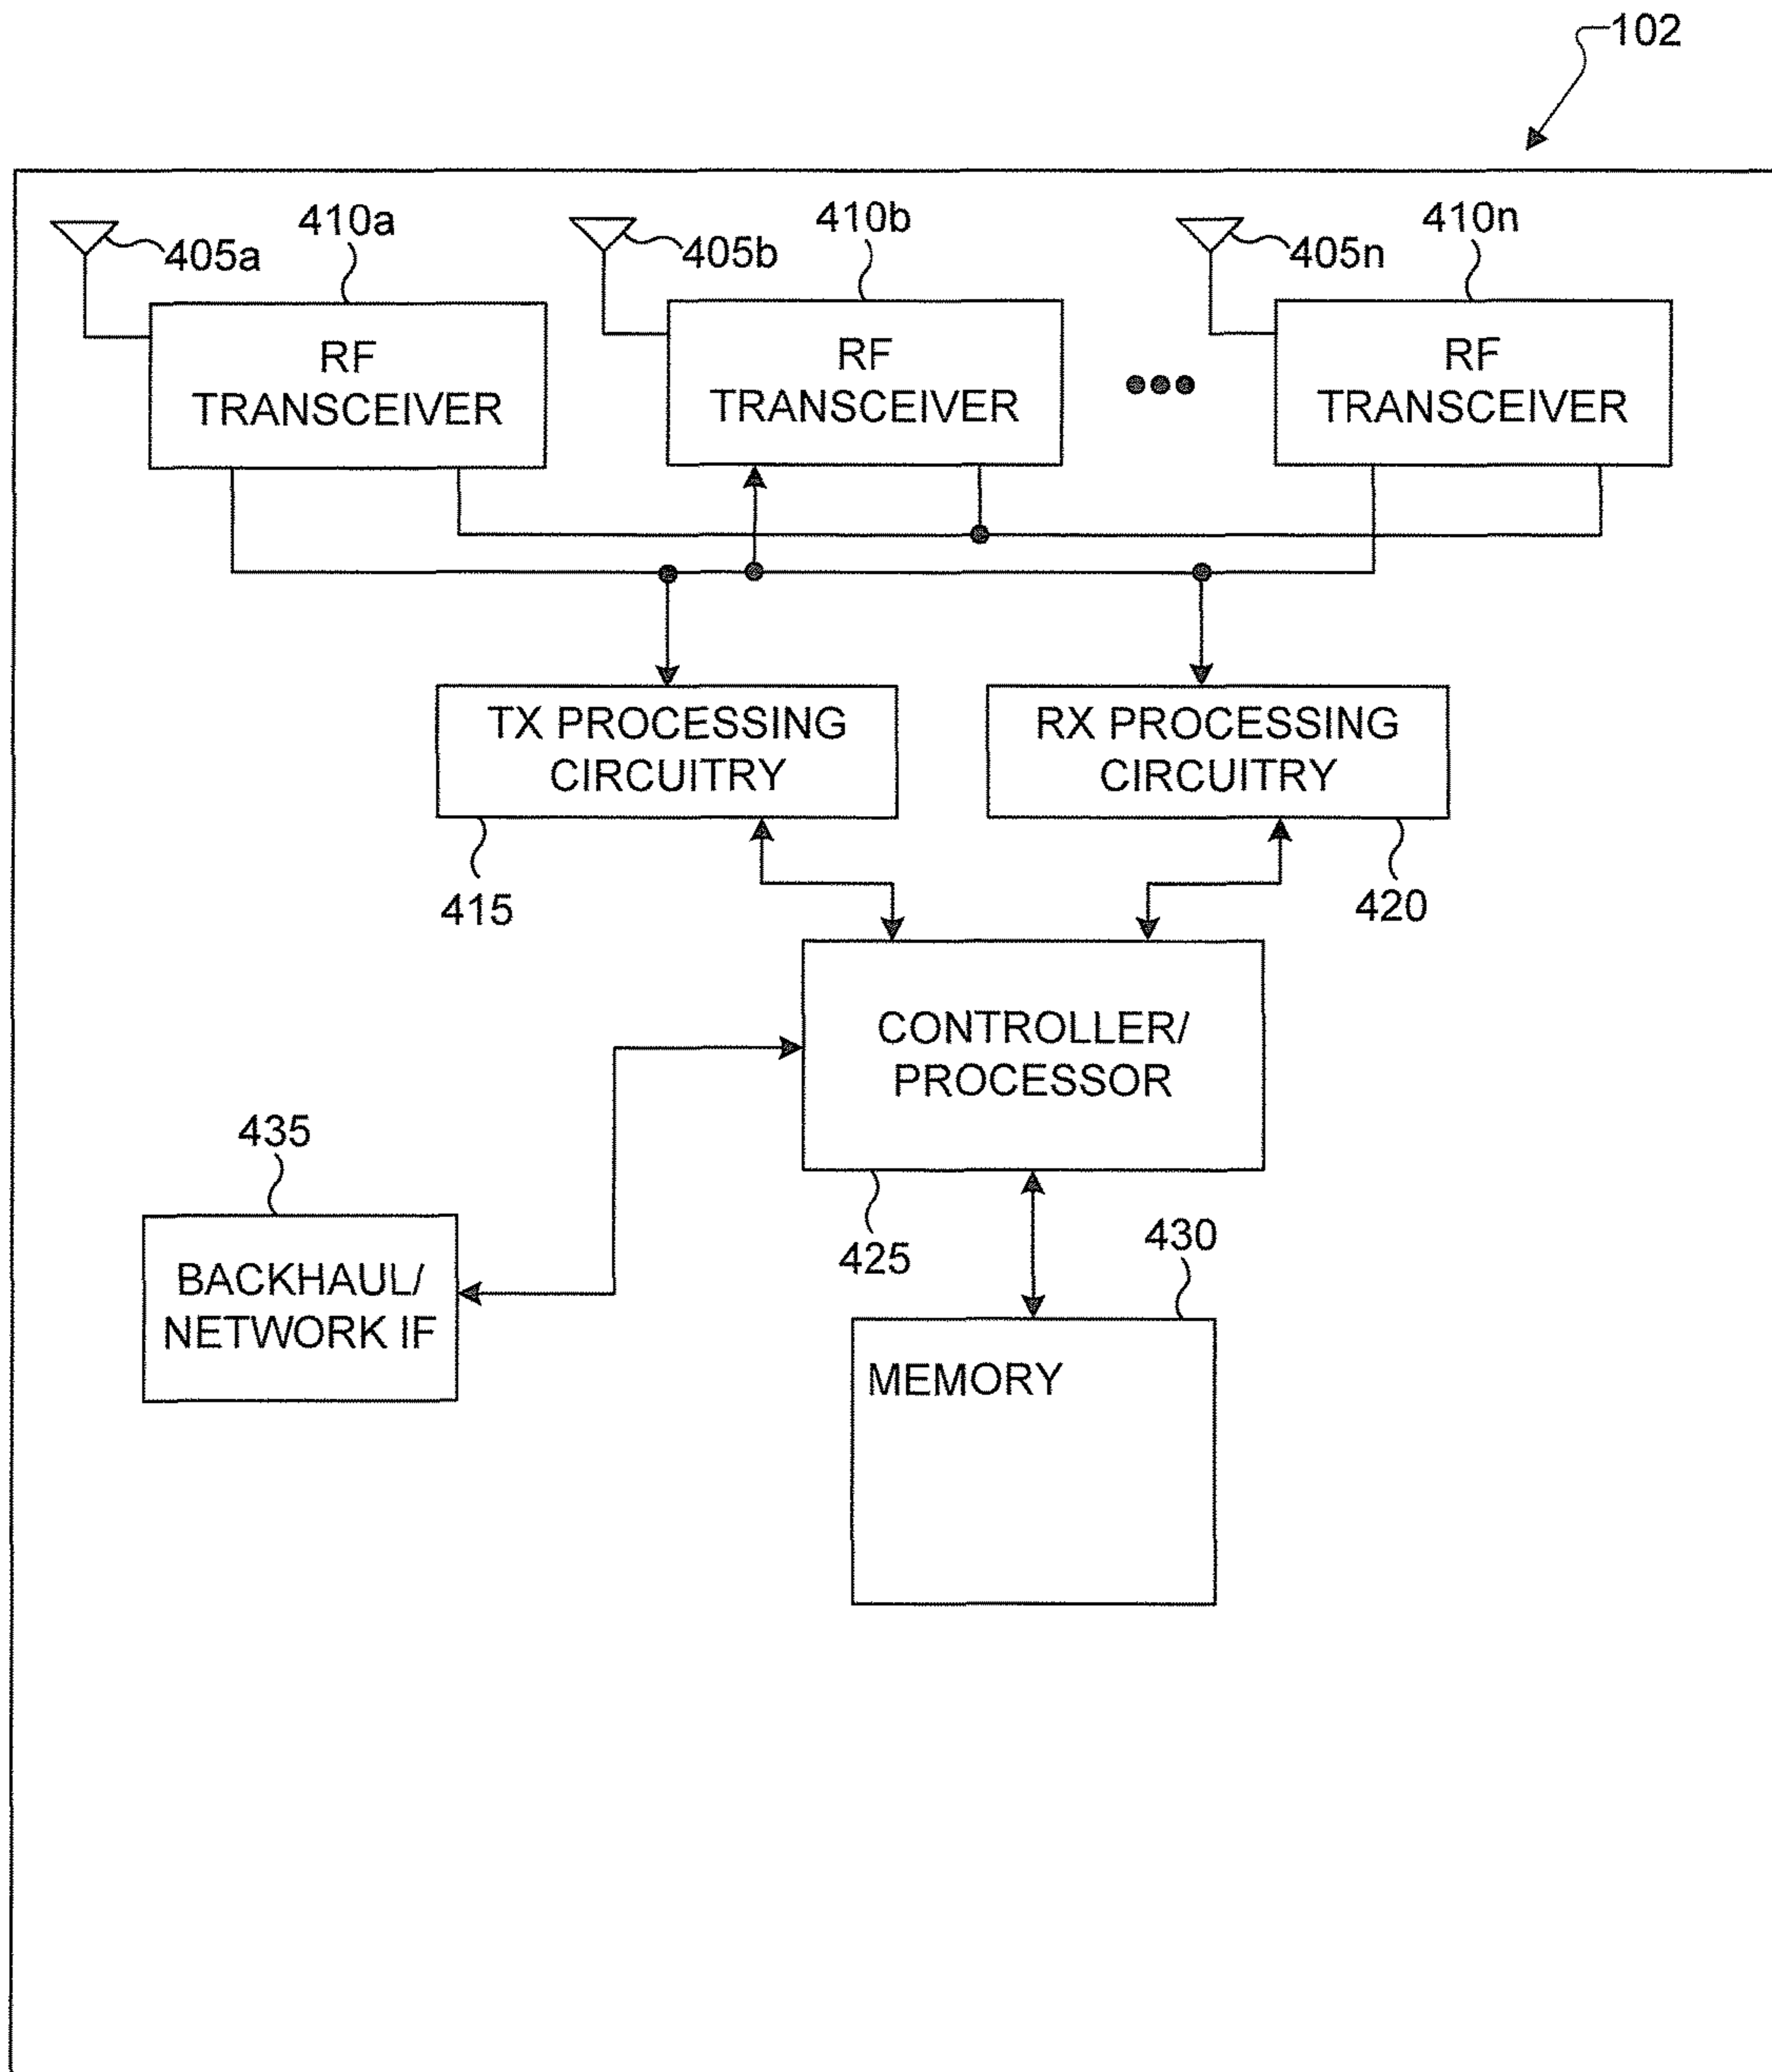 102
410a
410b
410n
405a
405b
405n
RF
TRANSCEIVER
RF
TRANSCEIVER
RF
TRANSCEIVER
TX PROCESSING
CIRCUITRY
RX PROCESSING
CIRCUITRY
415
420
CONTROLLER/
PROCESSOR
435
425
430
BACKHAUL/
NETWORK IF
MEMORY